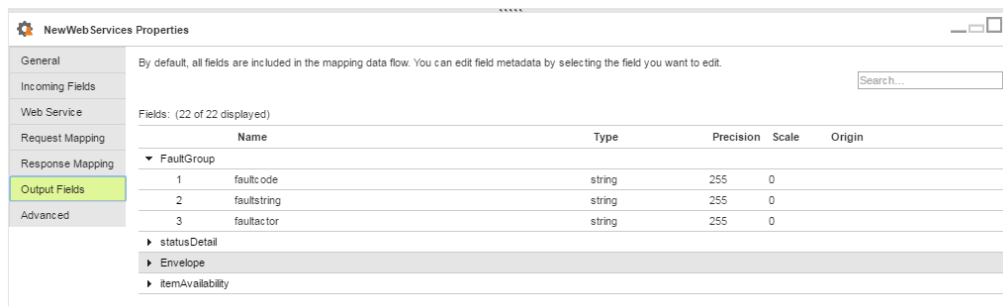 NewWebServices Properties
General
By default, all fields are included in the mapping data flow. You can edit field metadata by selecting the field you want to edit.
Incoming Fields
Search...
Web Service
Fields: (22 of 22 displayed)
Request Mapping
Name Type Precision Scale Origin
Response Mapping
FaultGroup
Output Fields
1 faultcode string 255 0
2 faultstring string 255 0
Advanced
3 faultactor string 255 0
statusDetail
Envelope
itemAvailability